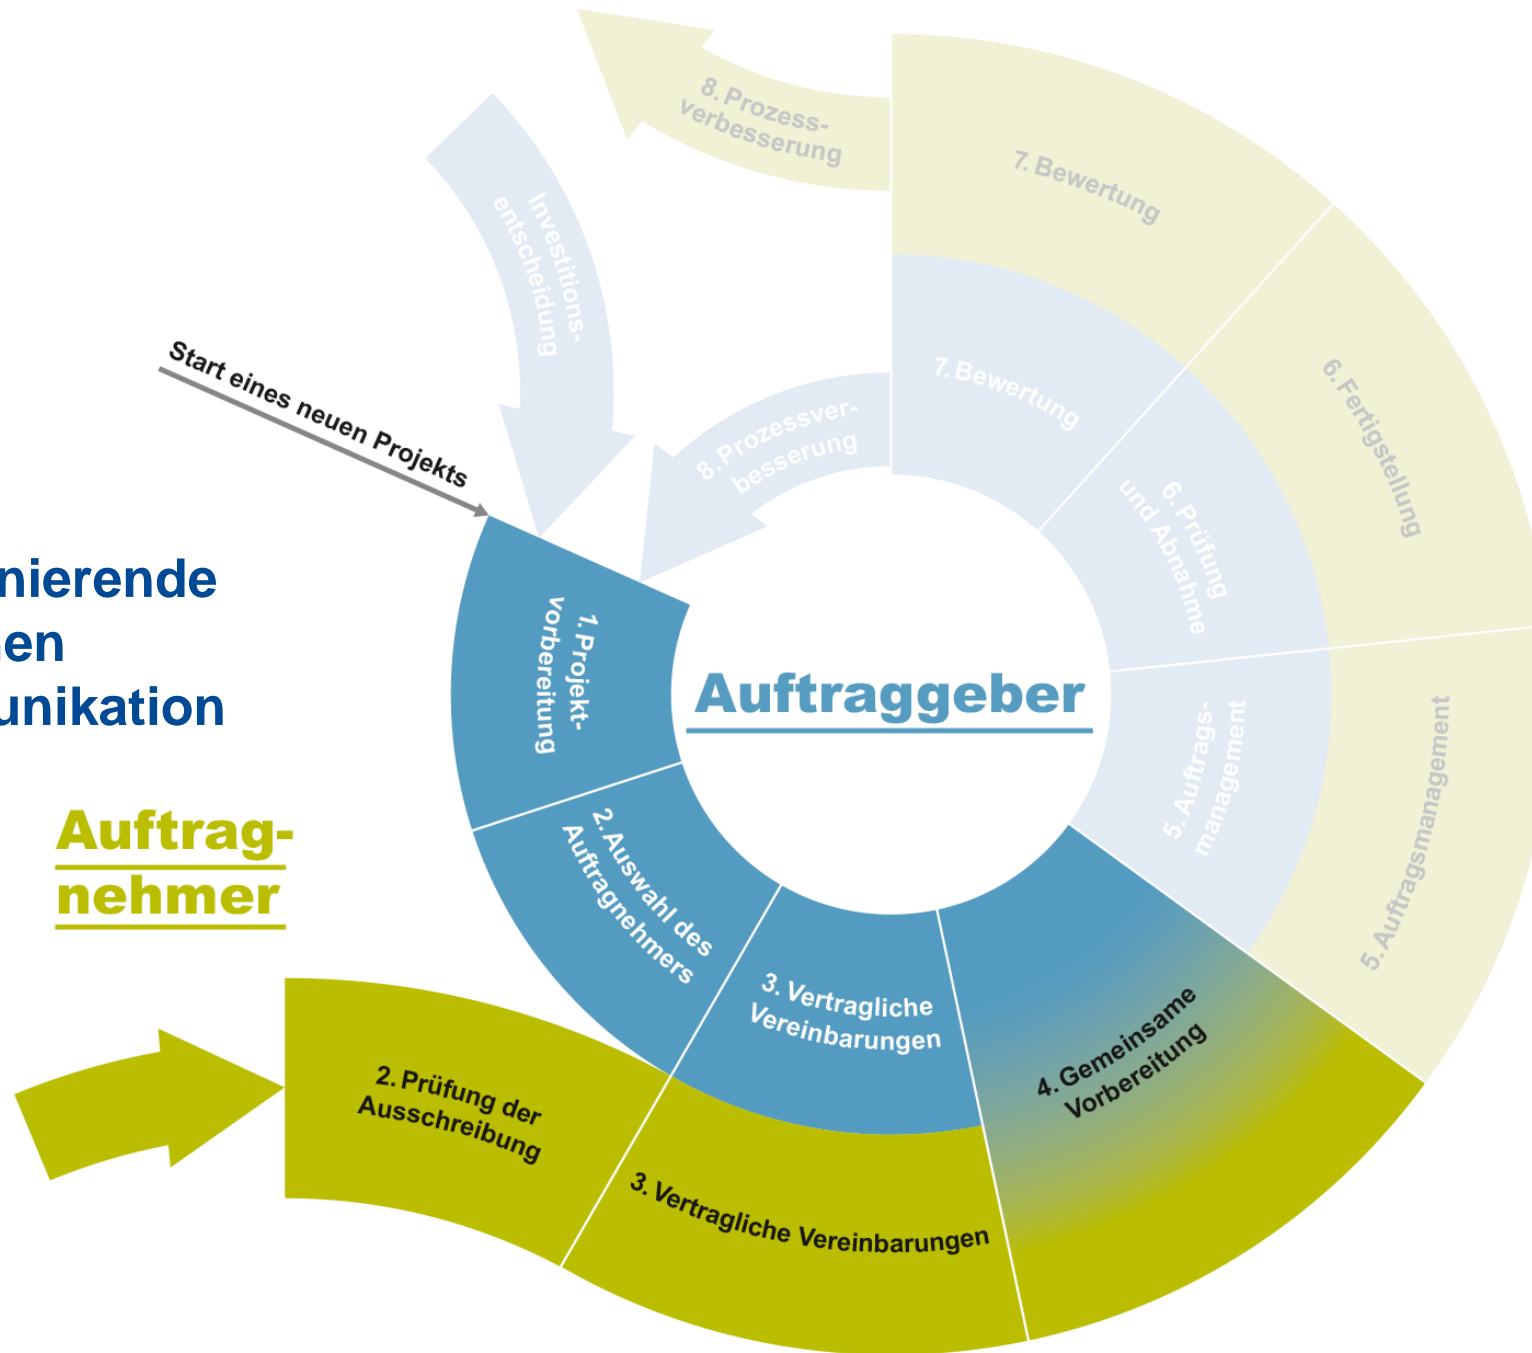 8. Prozess-
verbesserung
7. Bewertung
Investitions-
entscheidung
6. Fertigstellung
Start eines neuen Projekts
7. Bewertung
8. Prozessver-
besserung
6. Prüfung
und Abnahme
nierende
unikation
1. Projekt-
vorbereitung
Auftraggeber
5. Auftrags-
management
5. Auftragsmanagement
Auftrag-
nehmer
2. Auswahl des
Auftragnehmers
3. Vertragliche
Vereinbarungen
4. Gemeinsame
Vorbereitung
2. Prüfung der
Ausschreibung
3. Vertragliche Vereinbarungen